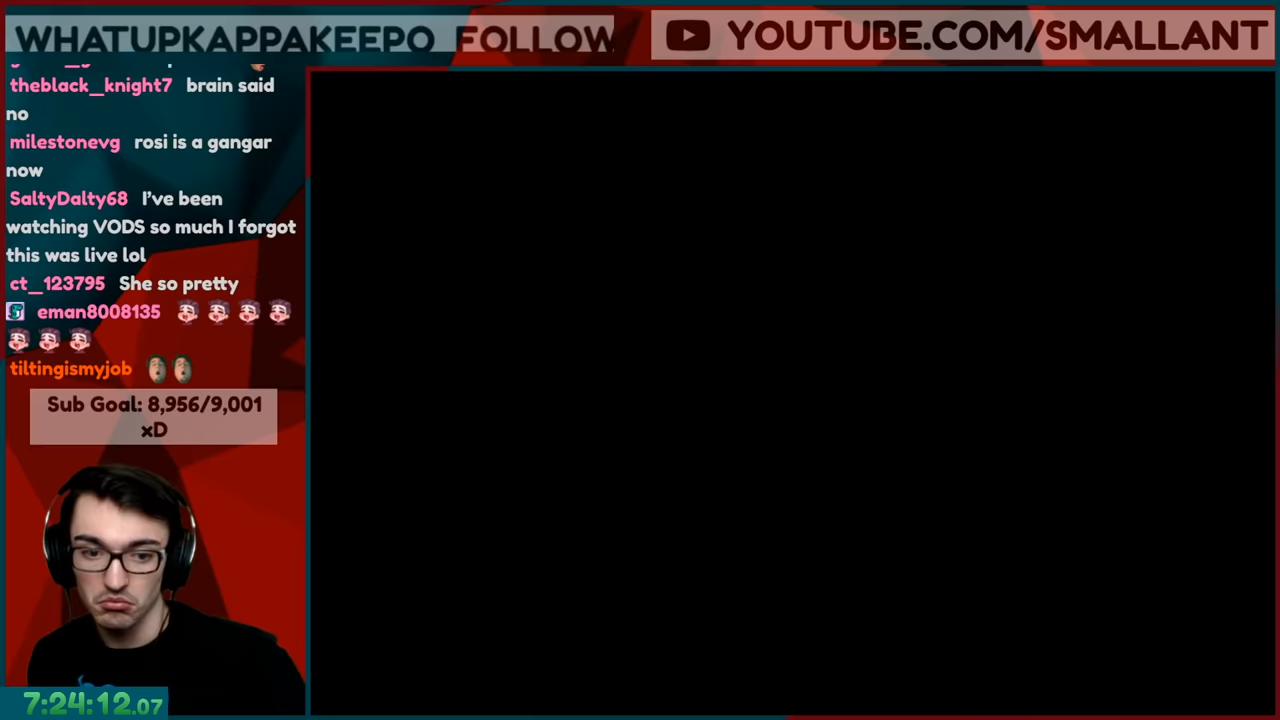 WHATUPKAPPAKEEPO FOLLOW
YOUTUBE.COM/SMALLANT
theblack_knight7 brain said
no
milestonevg rosi is a gangar
now
SaltyDalty68 I've been
watching VODS so much I forgot
this was live lol
ct_123795 She so pretty
eman8008135
tiltingismyjob
Sub Goal: 8,956/9,001
xD
7:24:12.07